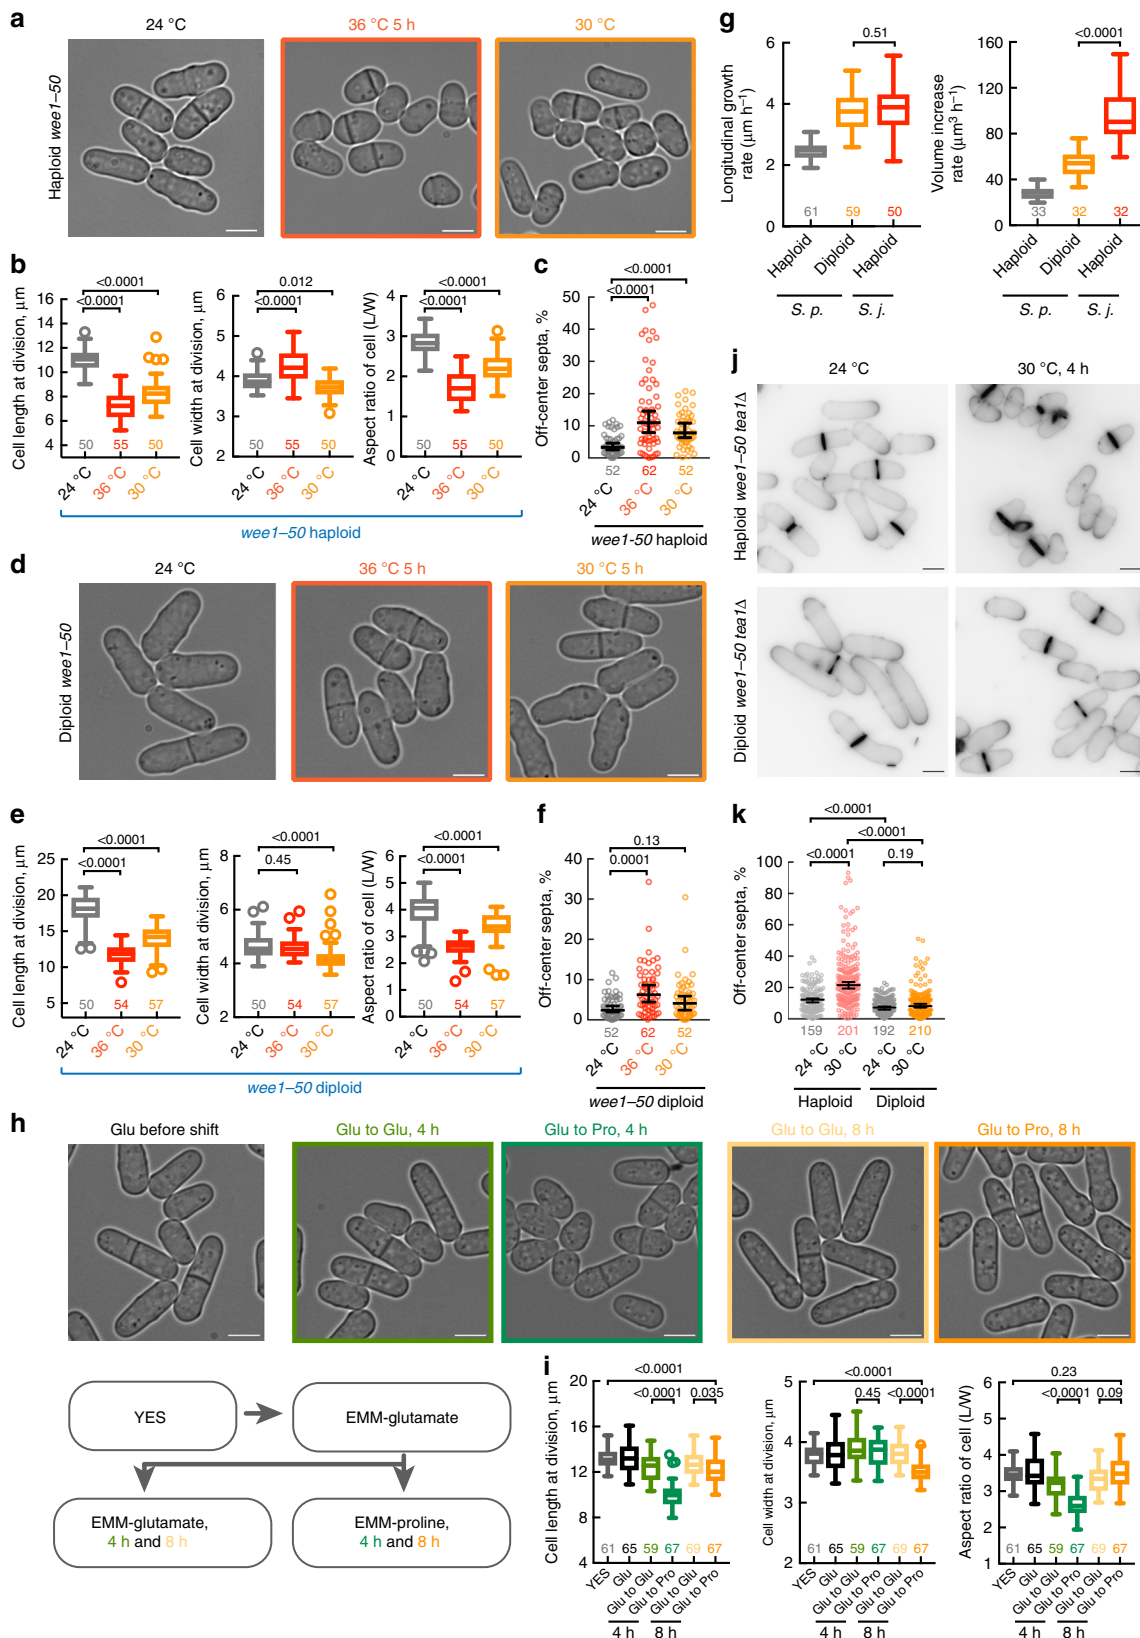 a
24 °C
36 °C 5 h
30 °C
Haploid wee1–50
b
Cell length at division, μm
16
14
12
10
8
6
4
<0.0001
<0.0001
50
55
50
24 °C
36 °C
30 °C
Cell width at division, μm
6
5
4
3
2
0.012
<0.0001
50
55
50
24 °C
36 °C
30 °C
Aspect ratio of cell (L/W)
4
3
2
1
0
<0.0001
<0.0001
50
55
50
24 °C
36 °C
30 °C
wee1–50 haploid
c
Off-center septa, %
50
40
30
20
10
0
<0.0001
<0.0001
52
62
52
24 °C
36 °C
30 °C
wee1-50 haploid
d
24 °C
36 °C 5 h
30 °C 5 h
Diploid wee1–50
e
Cell length at division, μm
25
20
15
10
5
<0.0001
<0.0001
50
54
57
24 °C
36 °C
30 °C
Cell width at division, μm
8
6
4
2
<0.0001
0.45
50
54
57
24 °C
36 °C
30 °C
Aspect ratio of cell (L/W)
6
5
4
3
2
1
0
<0.0001
<0.0001
50
54
57
24 °C
36 °C
30 °C
wee1–50 diploid
f
Off-center septa, %
40
30
20
10
0
0.13
0.0001
52
62
52
24 °C
36 °C
30 °C
wee1–50 diploid
g
Longitudinal growth
rate (μm h⁻¹)
6
4
2
0
0.51
61
59
50
Haploid
Diploid
Haploid
S. p.
S. j.
Volume increase
rate (μm³ h⁻¹)
160
120
80
40
0
<0.0001
33
32
32
Haploid
Diploid
Haploid
S. p.
S. j.
j
24 °C
30 °C, 4 h
Haploid wee1–50 tea1Δ
Diploid wee1–50 tea1Δ
k
Off-center septa, %
100
80
60
40
20
0
<0.0001
<0.0001
<0.0001
0.19
159
201
192
210
24 °C
30 °C
24 °C
30 °C
Haploid
Diploid
h
Glu before shift
Glu to Glu, 4 h
Glu to Pro, 4 h
Glu to Glu, 8 h
Glu to Pro, 8 h
YES
EMM-glutamate
EMM-glutamate,
4 h and 8 h
EMM-proline,
4 h and 8 h
i
Cell length at division, μm
20
16
12
8
4
<0.0001
<0.0001
0.035
61
65
59
67
69
67
YES
Glu
Glu to Glu
Glu to Pro
Glu to Glu
Glu to Pro
4 h
8 h
Cell width at division, μm
5
4
3
2
<0.0001
0.45
<0.0001
61
65
59
67
69
67
YES
Glu
Glu to Glu
Glu to Pro
Glu to Glu
Glu to Pro
4 h
8 h
Aspect ratio of cell (L/W)
6
5
4
3
2
1
0.23
<0.0001
0.09
61
65
59
67
69
67
YES
Glu
Glu to Glu
Glu to Pro
Glu to Glu
Glu to Pro
4 h
8 h